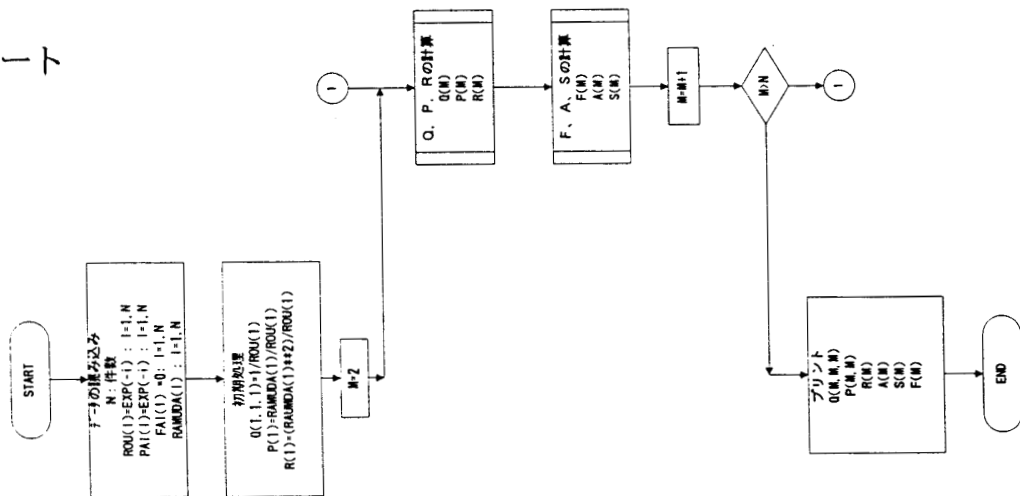 START
データの読み込み
N：件数
ROU(I)=EXP(-i) : I=1,N
PAI(I)=EXP(-i) : I=1,N
FAI(1) =0: I=1,N
RAMUDA(1) : I=1,N
初期処理
Q(1,1,1)=1/ROU(1)
P(1)=RAMUDA(1)/ROU(1)
R(1)=(RAUMDA(1)**2)/ROU(1)
M=2
1
Q、P、Rの計算
Q(M)
P(M)
R(M)
F、A、Sの計算
F(M)
A(M)
S(M)
M=M+1
M>N
1
プリント
Q(M,M,M)
P(M,M)
R(M)
A(M)
S(M)
F(M)
END